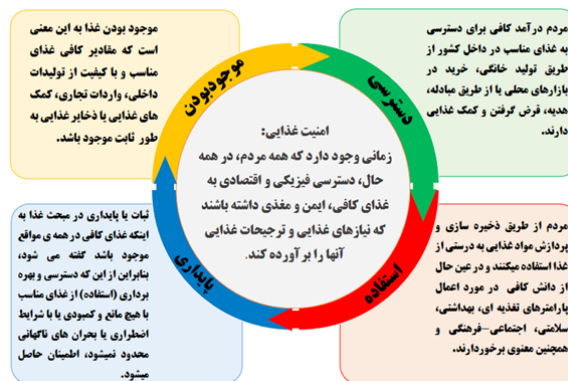 موجود بودن غذا به این معنی
است که مقادیر کافی غذای
مناسب و با کیفیت از تولیدات
داخلی، واردات تجاری، کمک
های غذایی یا ذخایر غذایی به
طور ثابت موجود باشد.
مردم درآمد کافی برای دسترسی
به غذای مناسب در داخل کشور از
طریق تولید خانگی، خرید در
بازارهای محلی یا از طریق مبادله،
هدیه، قرض گرفتن و کمک غذایی
دارند.
موجودبودن
دسترسی
امنیت غذایی:
زمانی وجود دارد که همه مردم، در همه
حال، دسترسی فیزیکی و اقتصادی به
غذای کافی، ایمن و مغذی داشته باشند
که نیازهای غذایی و ترجیحات غذایی
آنها را برآورده کند.
پایداری
استفاده
ثبات یا پایداری در مبحث غذا به
اینکه غذای کافی در همه ی مواقع
موجود باشد گفته می شود،
بنابراین از این که دسترسی و بهره
برداری (استفاده) از غذای مناسب
با هیچ مانع و کمبودی یا با شرایط
اضطراری یا بحران های ناگهانی
محدود نمیشود، اطمینان حاصل
میشود.
مردم از طریق ذخیره سازی و
پردازش مواد غذایی به درستی از
غذا استفاده میکنند و در عین حال
از دانش کافی در مورد اعمال
پارامترهای تغذیه ای، بهداشتی،
سلامتی، اجتماعی-فرهنگی و
همچنین معنوی برخوردارند.